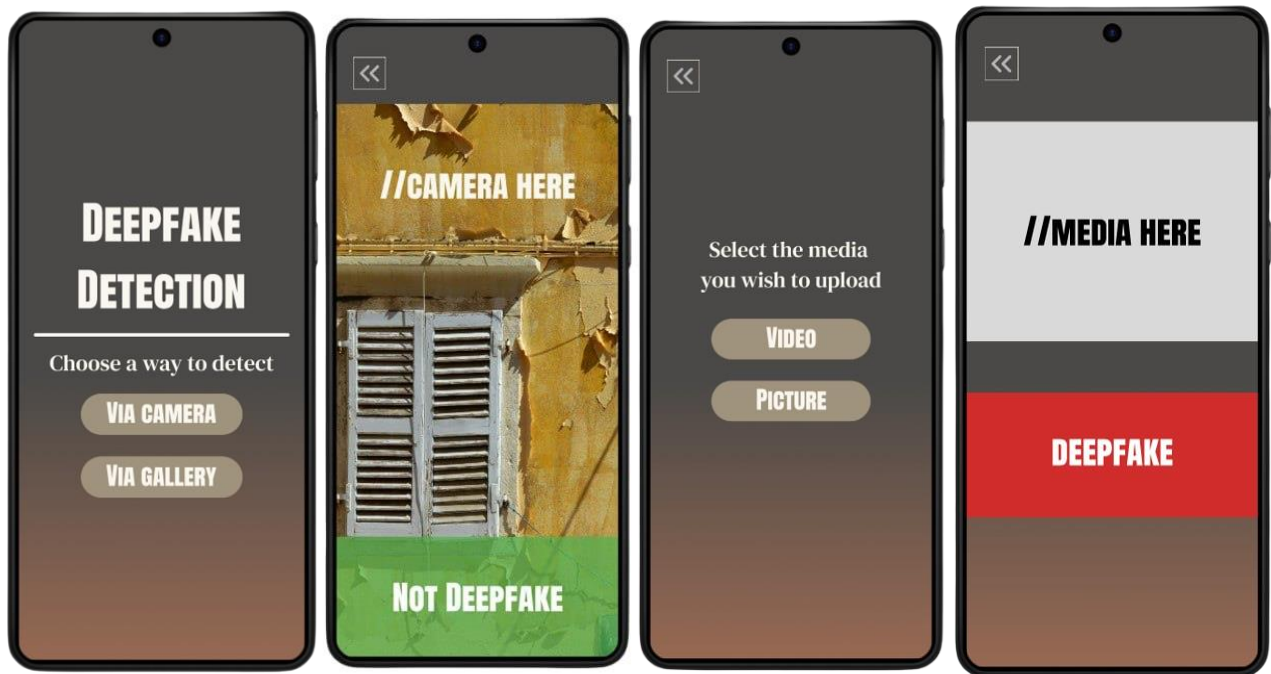 Deepfake
Detection
Choose a way to detect
Via camera
Via gallery
//camera here
Not Deepfake
Select the media
you wish to upload
Video
Picture
//MEDIA HERE
DEEPFAKE